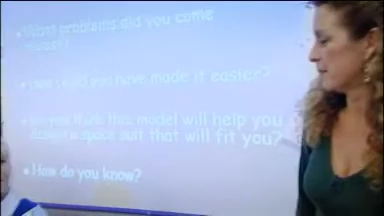 What problems did you come
across?
How could you have made it easier?
Do you think this model will help you
design a space suit that will fit you?
How do you know?